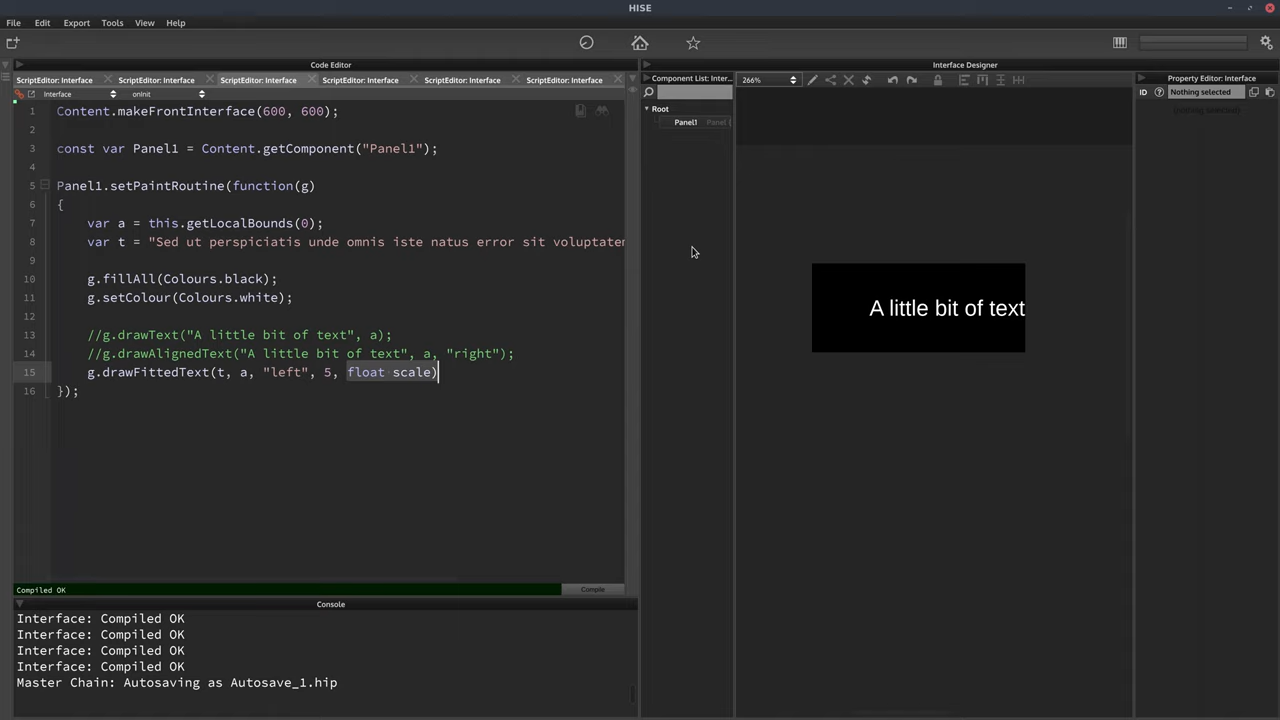 HISE
File Edit Export Tools View Help
Code Editor
Interface Designer
ScriptEditor: Interface ScriptEditor: Interface ScriptEditor: Interface ScriptEditor: Interface ScriptEditor: Interface ScriptEditor: Interface
Component List: Inter...
266%
Property Editor: Interface
Interface onInit
ID Nothing selected
(nothing selected)
Root
Panel1 Panel (
1 Content.makeFrontInterface(600, 600);
2
3 const var Panel1 = Content.getComponent("Panel1");
4
5 Panel1.setPaintRoutine(function(g)
6 {
7 var a = this.getLocalBounds(0);
8 var t = "Sed ut perspiciatis unde omnis iste natus error sit voluptatem
9
10 g.fillAll(Colours.black);
11 g.setColour(Colours.white);
12
13 //g.drawText("A little bit of text", a);
14 //g.drawAlignedText("A little bit of text", a, "right");
15 g.drawFittedText(t, a, "left", 5, float scale)
16 });
A little bit of text
Compiled OK
Compile
Console
Interface: Compiled OK
Interface: Compiled OK
Interface: Compiled OK
Interface: Compiled OK
Master Chain: Autosaving as Autosave_1.hip